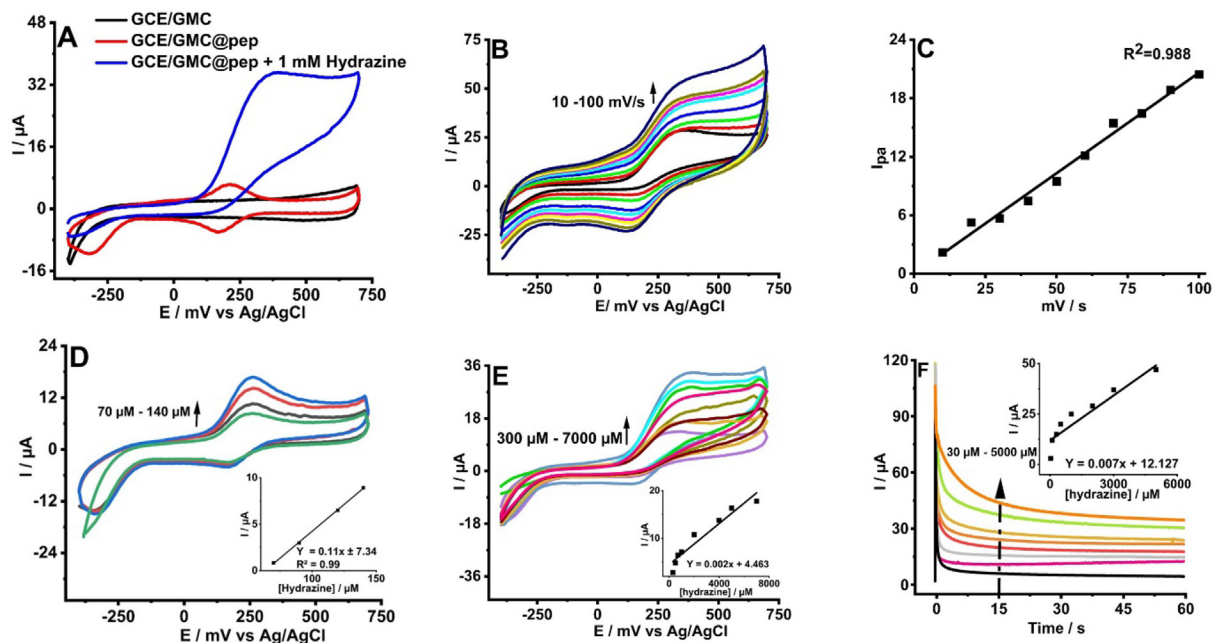 A
GCE/GMC
GCE/GMC@pep
GCE/GMC@pep + 1 mM Hydrazine
48
32
16
0
-16
I / µA
-250 0 250 500 750
E / mV vs Ag/AgCl
B
10 -100 mV/s
75
50
25
0
-25
I / µA
-250 0 250 500 750
E / mV vs Ag/AgCl
C
R²=0.988
24
18
12
6
0
Ipa
25 50 75 100
mV / s
D
70 µM - 140 µM
24
12
0
-12
-24
I / µA
-250 0 250 500 750
E / mV vs Ag/AgCl
10
5
0
I / µA
Y = 0.11x ± 7.34
R² = 0.99
100 150
[Hydrazine] / µM
E
300 µM - 7000 µM
36
18
0
-18
-36
I / µA
-250 0 250 500 750
E / mV vs Ag/AgCl
20
10
0
I / µA
Y = 0.002x + 4.463
0 4000 8000
[hydrazine] / µM
F
30 µM - 5000 µM
120
90
60
30
0
I / µA
0 15 30 45 60
Time / s
50
25
0
I / µA
Y = 0.007x + 12.127
0 3000 6000
[hydrazine] / µM